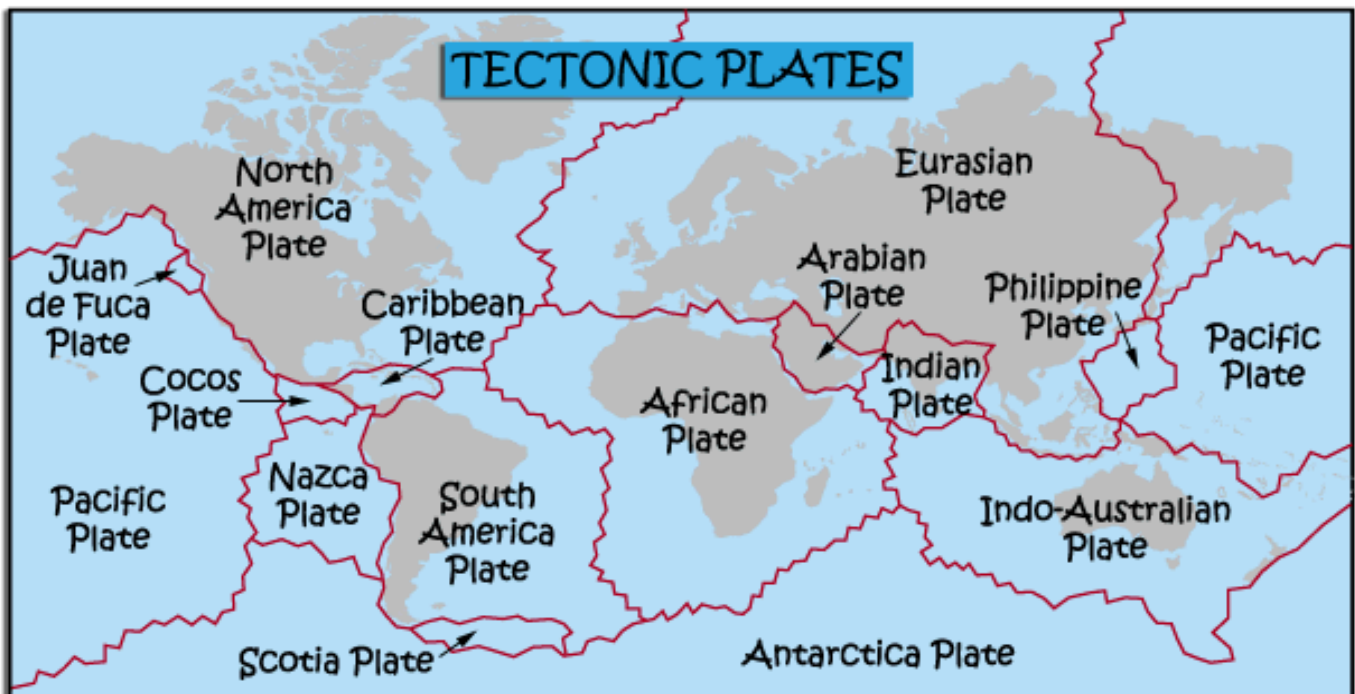 TECTONIC PLATES
North
America
Plate
Eurasian
Plate
Juan
de Fuca
Plate
Caribbean
Plate
Arabian
Plate
Philippine
Plate
Pacific
Plate
Cocos
Plate
African
Plate
Indian
Plate
Nazca
Plate
Pacific
Plate
South
America
Plate
Indo-Australian
Plate
Scotia Plate
Antarctica Plate